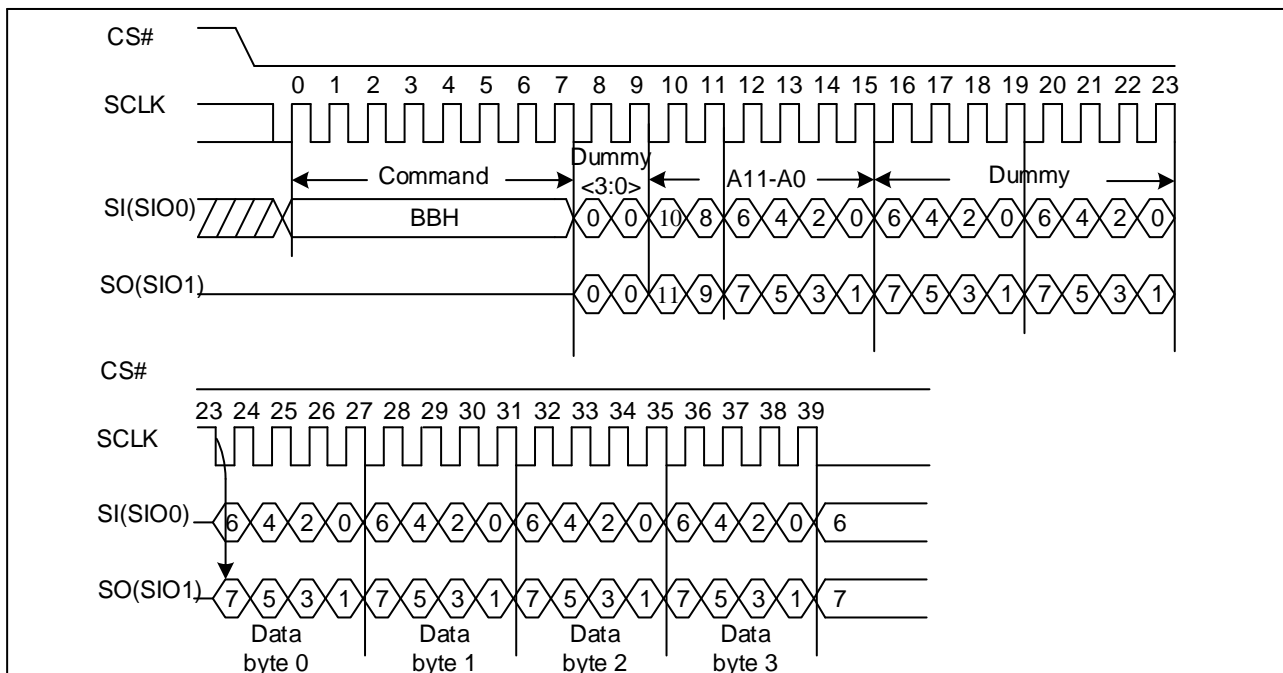 CS#
0 1 2 3 4 5 6 7 8 9 10 11 12 13 14 15 16 17 18 19 20 21 22 23
SCLK
Command Dummy <3:0> A11-A0 Dummy
SI(SIO0) BBH 0 0 10 8 6 4 2 0 6 4 2 0 6 4 2 0
SO(SIO1) 0 0 11 9 7 5 3 1 7 5 3 1 7 5 3 1
CS#
23 24 25 26 27 28 29 30 31 32 33 34 35 36 37 38 39
SCLK
SI(SIO0) 6 4 2 0 6 4 2 0 6 4 2 0 6 4 2 0 6
SO(SIO1) 7 5 3 1 7 5 3 1 7 5 3 1 7 5 3 1 7
Data Data Data Data
byte 0 byte 1 byte 2 byte 3